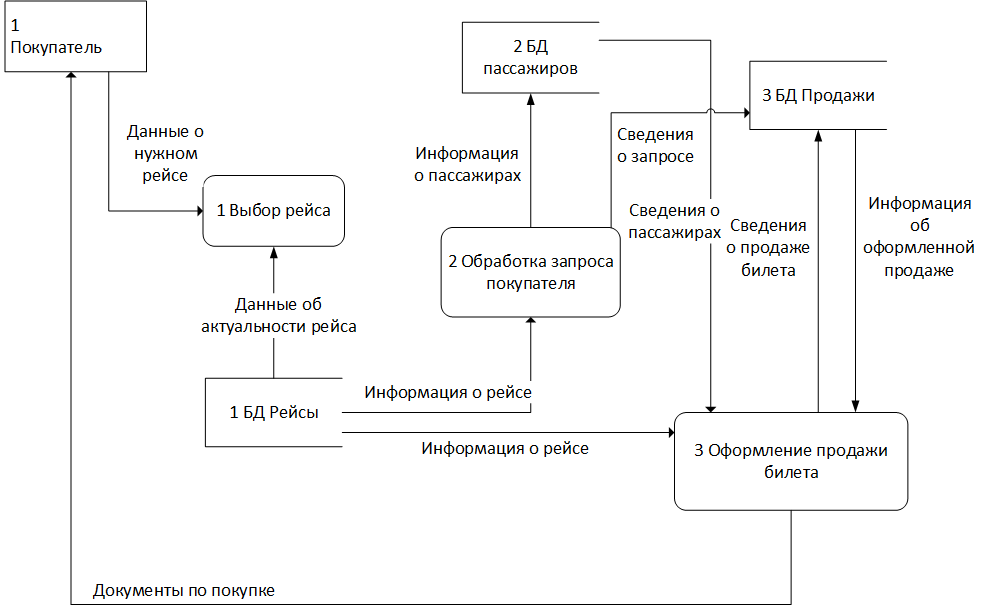 1
Покупатель
2 БД
пассажиров
3 БД Продажи
Данные о
нужном
рейсе
Информация
о пассажирах
Сведения
о запросе
1 Выбор рейса
Сведения о
пассажирах
Сведения
о продаже
билета
Информация
об
оформленной
продаже
2 Обработка запроса
покупателя
Данные об
актуальности рейса
1 БД Рейсы
Информация о рейсе
Информация о рейсе
3 Оформление продажи
билета
Документы по покупке